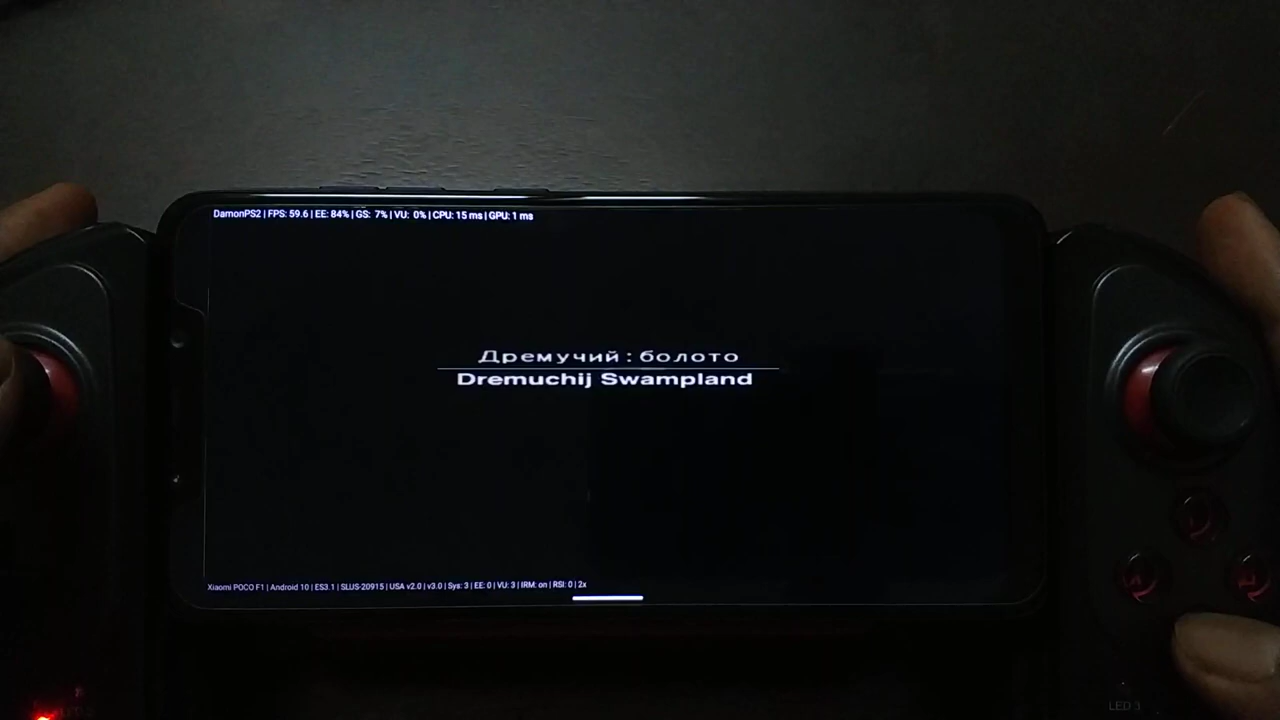 DamonPS2 | FPS: 59.6 | EE: 84% | GS: 7% | VU: 0% | CPU: 15 ms | GPU: 1 ms
Дремучий : болото
Dremuchij Swampland
Xiaomi POCO F1 | Android 10 | ES3.1 | SLUS-20915 | USA v2.0 | v3.0 | Sys: 3 | EE: 0 | VU: 3 | IRM: on | RSI: 0 | 2x
A
LED 3